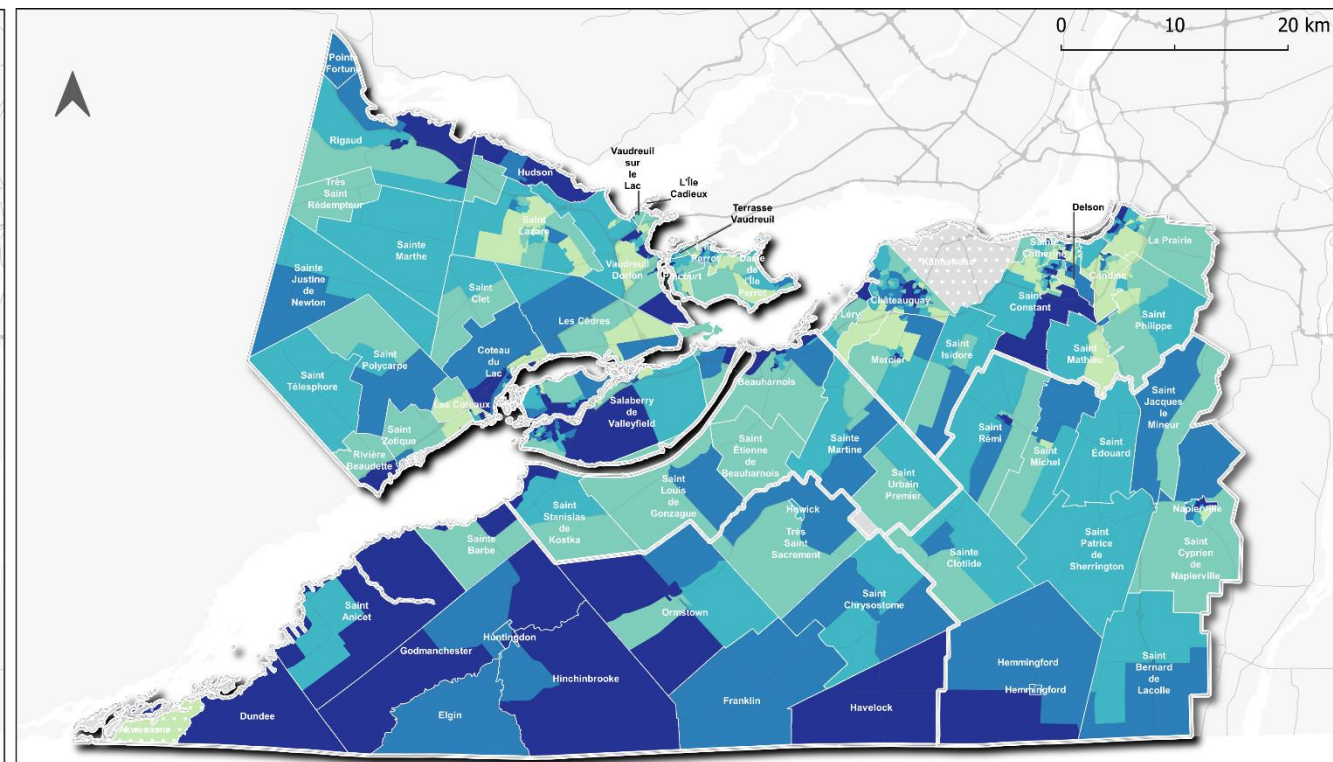 0 10 20 km
Point
Fortune
Rigaud
Très
Saint
Rédempteur
Hudson
Vaudreuil
sur
le
Lac
L'Île
Cadieux
Terrasse
Vaudreuil
Delson
Saint
Lazare
Sainte
Marthe
Vaudreuil
Dorion
Perrot
Dame
de
l'Île
Perrot
Kahnawake
Sainte
Catherine
La Prairie
Candiac
Sainte
Justine
de
Newton
Saint
Clet
Les Cèdres
Châteauguay
Léry
Saint
Constant
Saint
Philippe
Saint
Polycarpe
Coteau
du
Lac
Mercier
Saint
Isidore
Saint
Mathieu
Saint
Télesphore
Les Coteaux
Saint
Zotique
Rivière
Beaudette
Salaberry
de
Valleyfield
Beauharnois
Saint
Étienne
de
Beauharnois
Sainte
Martine
Saint
Rémi
Saint
Michel
Saint
Édouard
Saint
Jacques
le
Mineur
Saint
Urbain
Premier
Saint
Louis
de
Gonzague
Saint
Stanislas
de
Kostka
Howick
Très
Saint
Sacrement
Napierville
Sainte
Barbe
Sainte
Clotilde
Saint
Patrice
de
Sherrington
Saint
Cyprien
de
Napierville
Saint
Anicet
Ormstown
Saint
Chrysostome
Godmanchester
Huntingdon
Hinchinbrooke
Hemmingford
Hemmingford
Saint
Bernard
de
Lacolle
Dundee
Elgin
Franklin
Havelock
Akwesasne